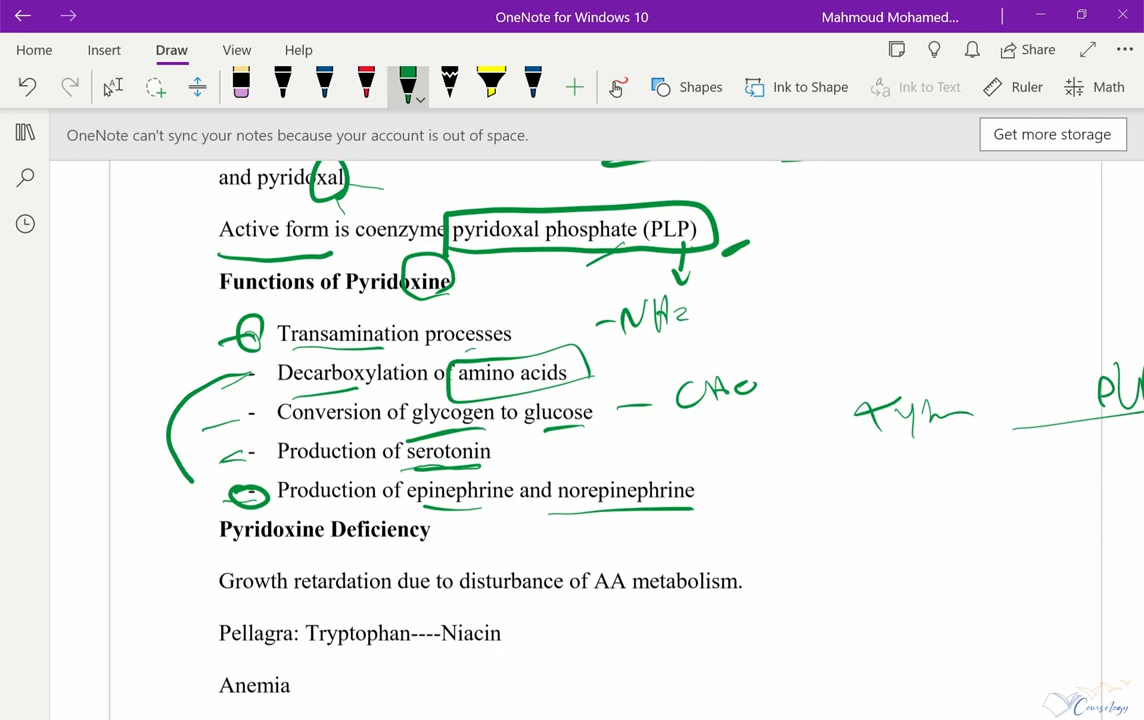 OneNote for Windows 10
Mahmoud Mohamed...
Home Insert Draw View Help Share
Shapes Ink to Shape Ink to Text Ruler Math
OneNote can't sync your notes because your account is out of space. Get more storage
and pyridoxal
Active form is coenzyme pyridoxal phosphate (PLP)
Functions of Pyridoxine
- Transamination processes
-NH2
- Decarboxylation of amino acids
- Conversion of glycogen to glucose
- CHO
- Production of serotonin
- Production of epinephrine and norepinephrine
Pyridoxine Deficiency
Growth retardation due to disturbance of AA metabolism.
Pellagra: Tryptophan----Niacin
Anemia
Courselogy